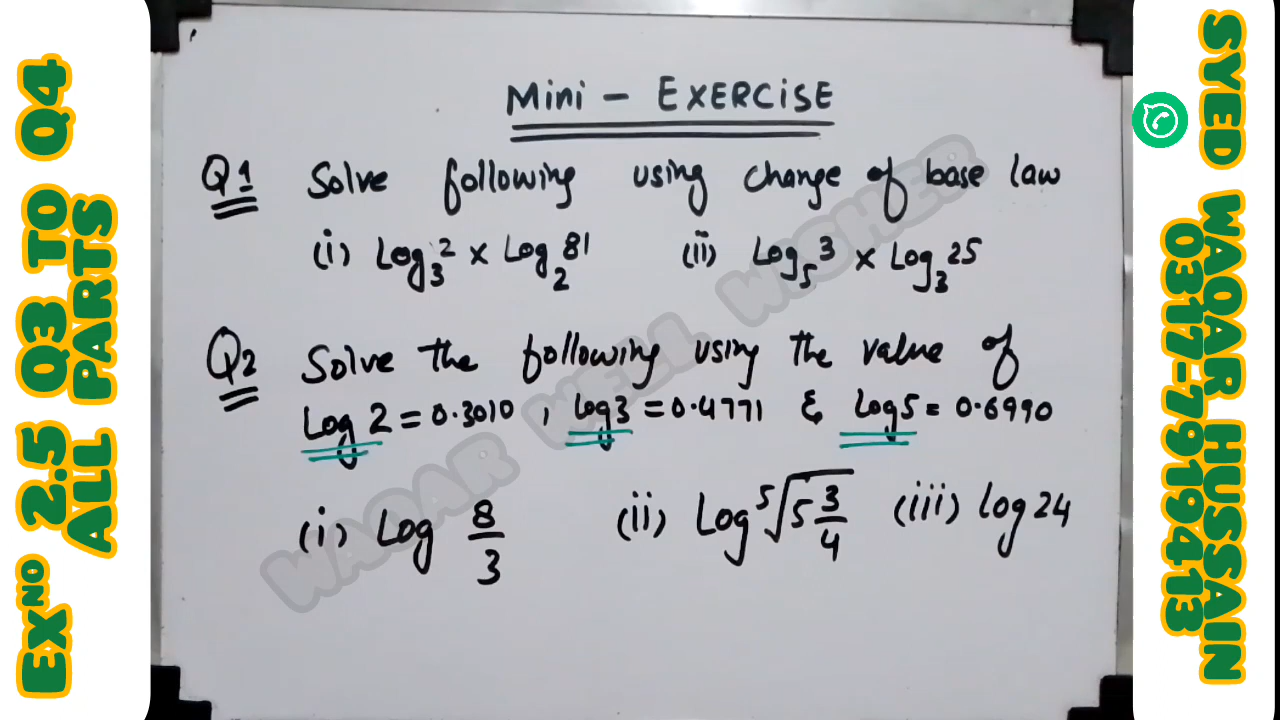 Mini - EXERCISE
Q1 Solve following using change of base law
(i) Log₃2 × Log₂81 (ii) Log₅3 × Log₃25
Q2 Solve the following using the value of
Log 2 = 0.3010 , log3 = 0.4771 & log5 = 0.6990
(i) Log 8/3 (ii) Log ⁵√5 3/4 (iii) log 24
EXNO 2.5 Q3 TO Q4
ALL PARTS
SYED WAQAR HUSSAIN
0317-7919413
WAQAR WELL WISHER